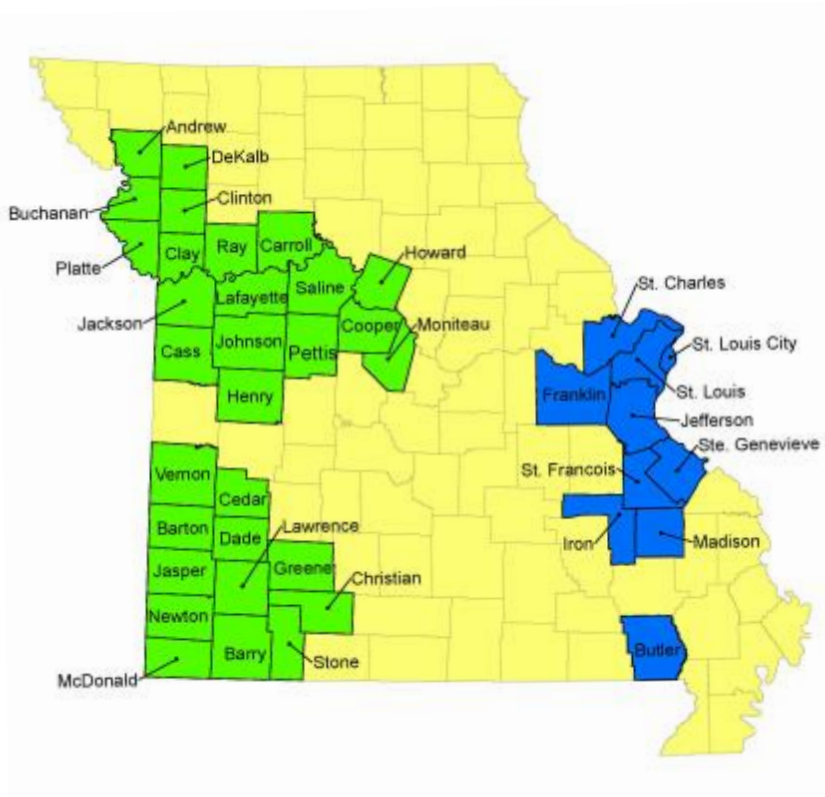 Andrew
DeKalb
Clinton
Buchanan
Platte
Clay
Ray
Carroll
Howard
Saline
Lafayette
Jackson
Cooper
Moniteau
Johnson
Cass
Pettis
Henry
St. Charles
St. Louis City
St. Louis
Franklin
Jefferson
Ste. Genevieve
St. Francois
Vernon
Cedar
Lawrence
Barton
Dade
Iron
Madison
Jasper
Greene
Christian
Newton
Barry
Stone
Butler
McDonald